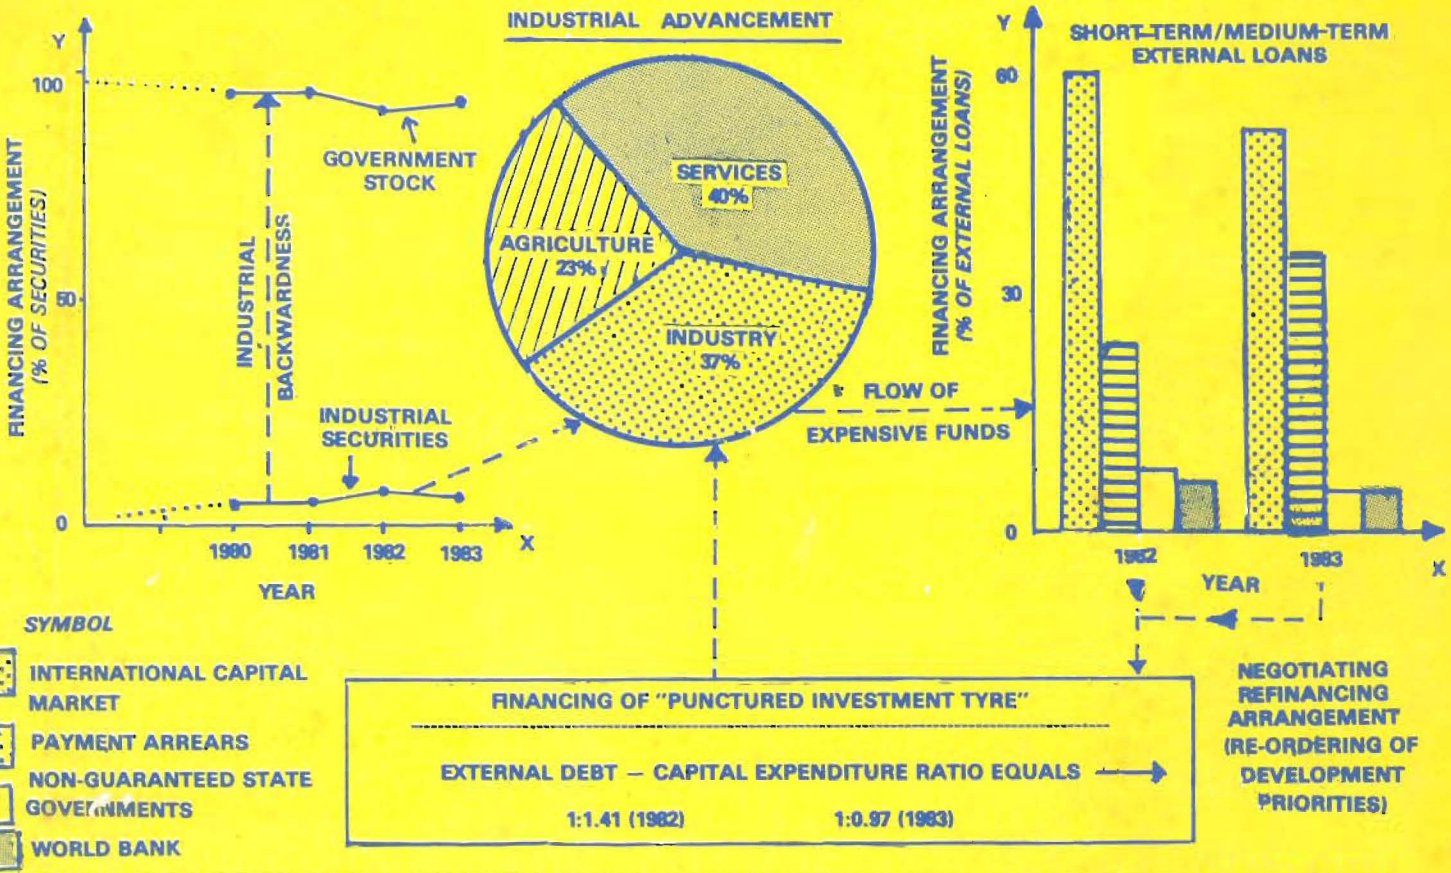 INDUSTRIAL ADVANCEMENT
Y
100
50
0
FINANCING ARRANGEMENT
(% OF SECURITIES)
GOVERNMENT
STOCK
INDUSTRIAL
BACKWARDNESS
INDUSTRIAL
SECURITIES
1980 1981 1982 1983 X
YEAR
SERVICES
40%
AGRICULTURE
23%
INDUSTRY
37%
FLOW OF
EXPENSIVE FUNDS
Y
SHORT-TERM/MEDIUM-TERM
EXTERNAL LOANS
60
30
0
FINANCING ARRANGEMENT
(% OF EXTERNAL LOANS)
1982 1983 X
YEAR
SYMBOL
INTERNATIONAL CAPITAL
MARKET
PAYMENT ARREARS
NON-GUARANTEED STATE
GOVERNMENTS
WORLD BANK
FINANCING OF "PUNCTURED INVESTMENT TYRE"
EXTERNAL DEBT – CAPITAL EXPENDITURE RATIO EQUALS
1:1.41 (1982) 1:0.97 (1983)
NEGOTIATING
REFINANCING
ARRANGEMENT
(RE-ORDERING OF
DEVELOPMENT
PRIORITIES)